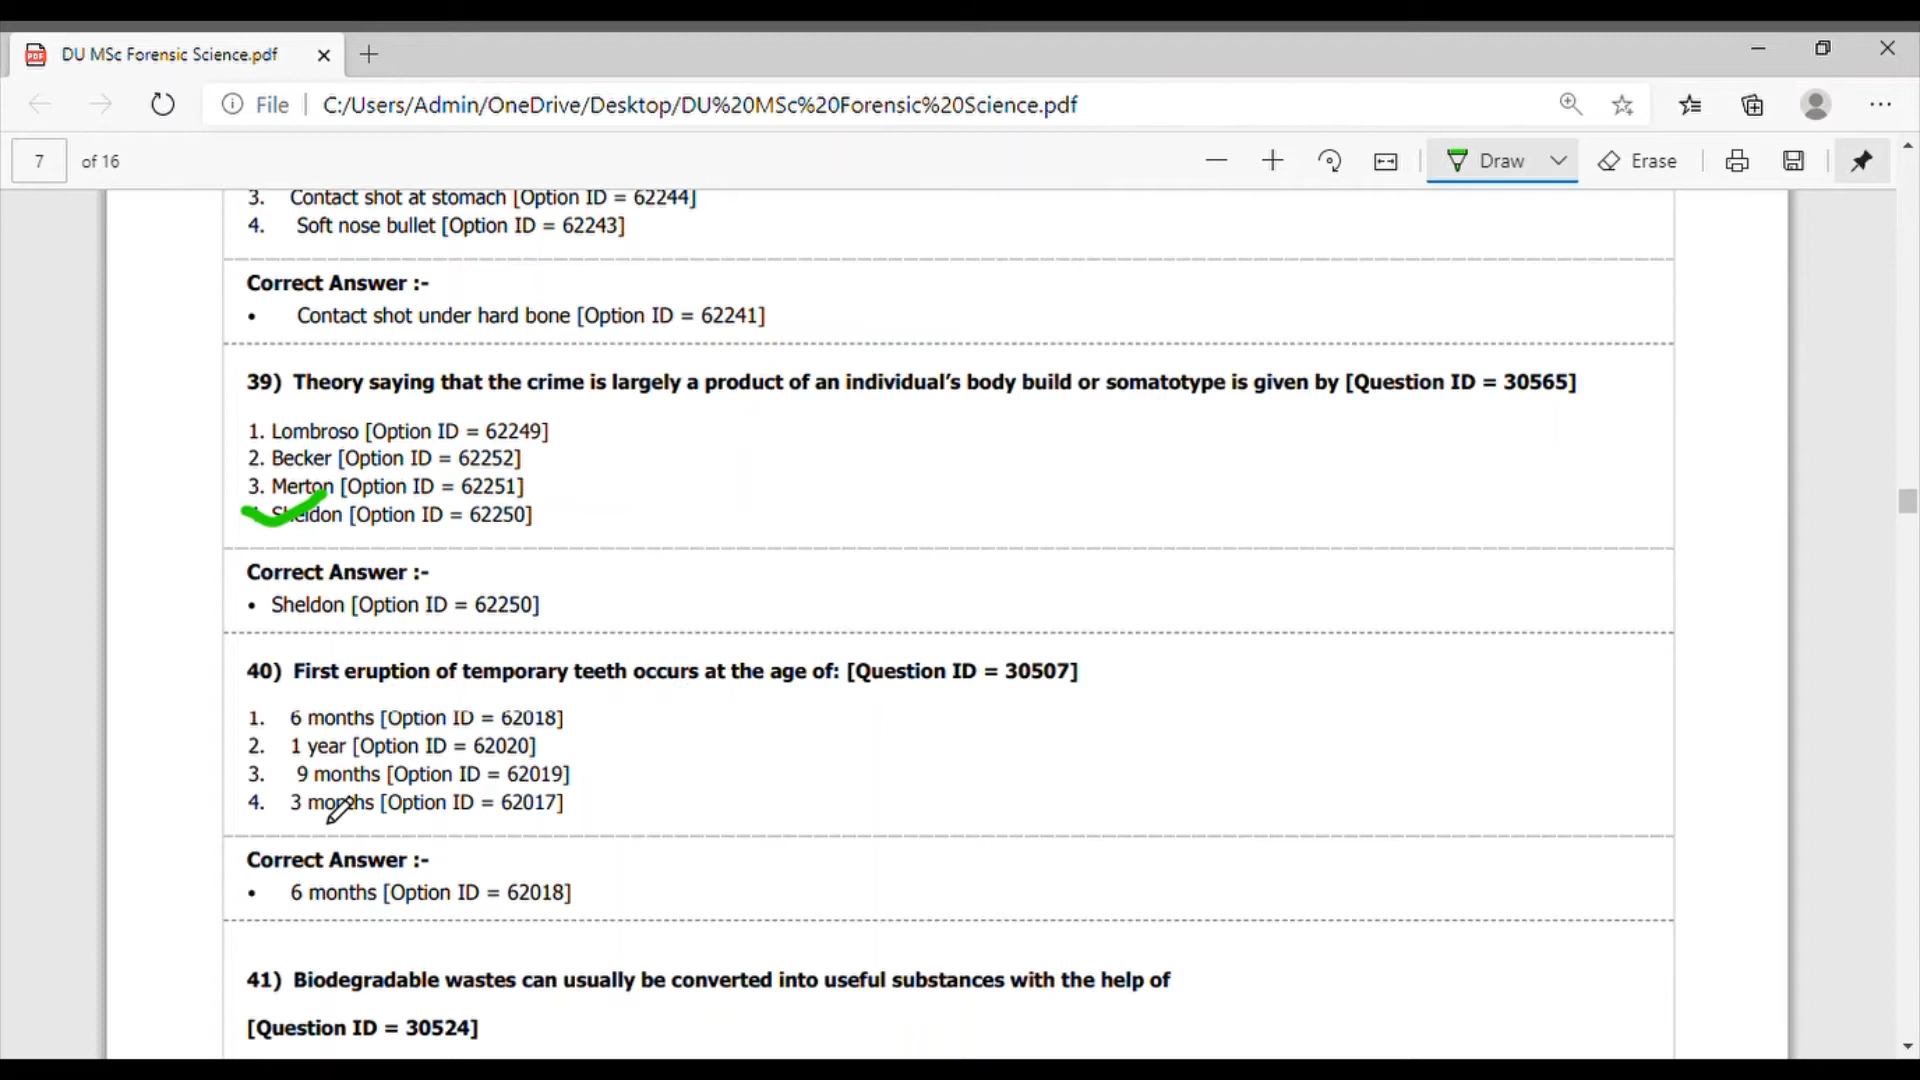 DU MSc Forensic Science.pdf
File
C:/Users/Admin/OneDrive/Desktop/DU%20MSc%20Forensic%20Science.pdf
7 of 16
Draw
Erase
3. Contact shot at stomach [Option ID = 62244]
4. Soft nose bullet [Option ID = 62243]
Correct Answer :-
• Contact shot under hard bone [Option ID = 62241]
39) Theory saying that the crime is largely a product of an individual’s body build or somatotype is given by [Question ID = 30565]
1. Lombroso [Option ID = 62249]
2. Becker [Option ID = 62252]
3. Merton [Option ID = 62251]
4. Sheldon [Option ID = 62250]
Correct Answer :-
• Sheldon [Option ID = 62250]
40) First eruption of temporary teeth occurs at the age of: [Question ID = 30507]
1. 6 months [Option ID = 62018]
2. 1 year [Option ID = 62020]
3. 9 months [Option ID = 62019]
4. 3 months [Option ID = 62017]
Correct Answer :-
• 6 months [Option ID = 62018]
41) Biodegradable wastes can usually be converted into useful substances with the help of
[Question ID = 30524]